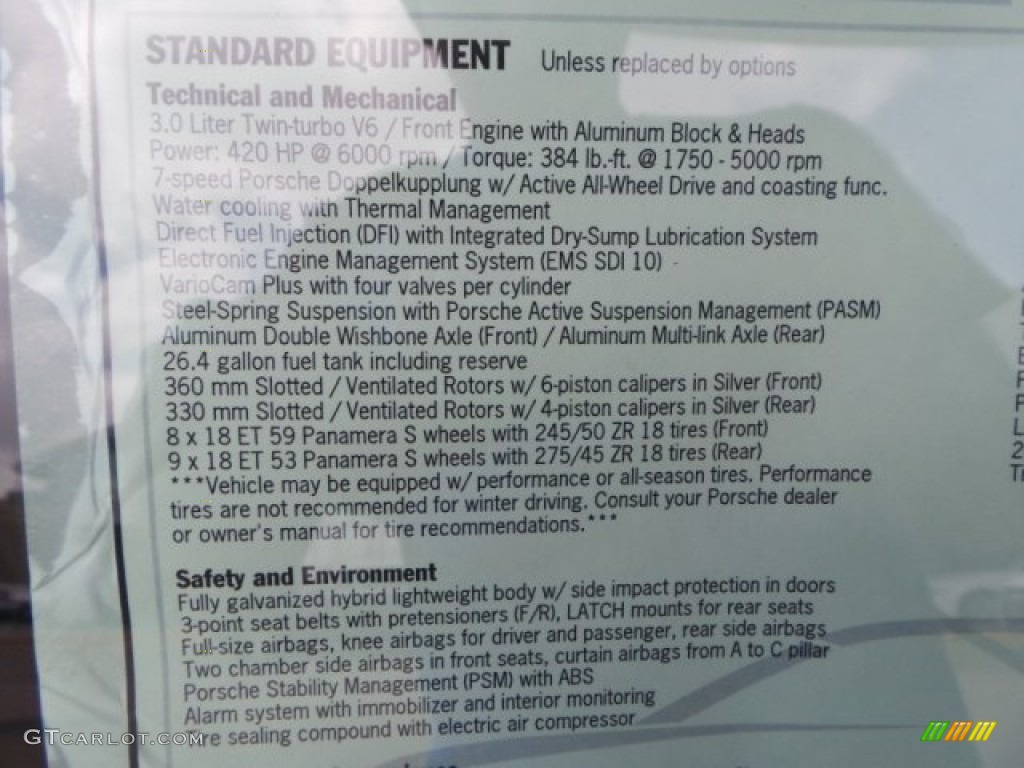 STANDARD EQUIPMENT Unless replaced by options
Technical and Mechanical
3.0 Liter Twin-turbo V6 / Front Engine with Aluminum Block & Heads
Power: 420 HP @ 6000 rpm / Torque: 384 lb.-ft. @ 1750 - 5000 rpm
7-speed Porsche Doppelkupplung w/ Active All-Wheel Drive and coasting func.
Water cooling with Thermal Management
Direct Fuel Injection (DFI) with Integrated Dry-Sump Lubrication System
Electronic Engine Management System (EMS SDI 10)
VarioCam Plus with four valves per cylinder
Steel-Spring Suspension with Porsche Active Suspension Management (PASM)
Aluminum Double Wishbone Axle (Front) / Aluminum Multi-link Axle (Rear)
26.4 gallon fuel tank including reserve
360 mm Slotted / Ventilated Rotors w/ 6-piston calipers in Silver (Front)
330 mm Slotted / Ventilated Rotors w/ 4-piston calipers in Silver (Rear)
8 x 18 ET 59 Panamera S wheels with 245/50 ZR 18 tires (Front)
9 x 18 ET 53 Panamera S wheels with 275/45 ZR 18 tires (Rear)
***Vehicle may be equipped w/ performance or all-season tires. Performance
tires are not recommended for winter driving. Consult your Porsche dealer
or owner's manual for tire recommendations.***
Safety and Environment
Fully galvanized hybrid lightweight body w/ side impact protection in doors
3-point seat belts with pretensioners (F/R), LATCH mounts for rear seats
Full-size airbags, knee airbags for driver and passenger, rear side airbags
Two chamber side airbags in front seats, curtain airbags from A to C pillar
Porsche Stability Management (PSM) with ABS
Alarm system with immobilizer and interior monitoring
re sealing compound with electric air compressor
GTCARLOT.COM